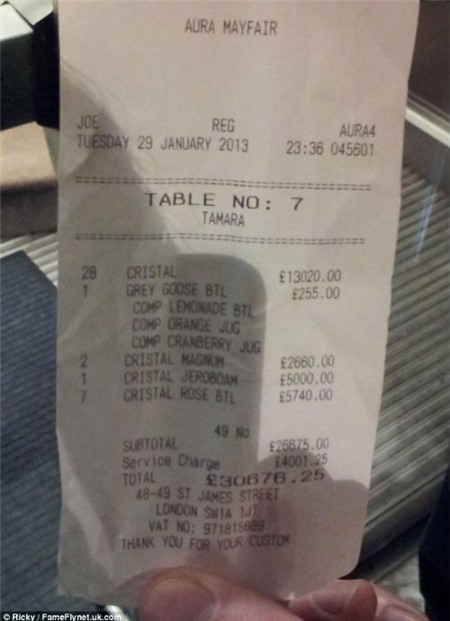 AURA MAYFAIR
JOE REG AURA4
TUESDAY 29 JANUARY 2013 23:36 045601
TABLE NO: 7
TAMARA
28 CRISTAL £13020.00
1 GREY GOOSE BTL £255.00
COMP LEMONADE BTL
COMP ORANGE JUG
COMP CRANBERRY JUG
2 CRISTAL MAGNUM £2660.00
1 CRISTAL JEROBOAM £5000.00
7 CRISTAL ROSE BTL £5740.00
49 No
SUBTOTAL £26675.00
Service Charge £4001.25
TOTAL £30676.25
48-49 ST JAMES STREET
LONDON SW1A 1JT
VAT NO: 971815689
THANK YOU FOR YOUR CUSTOM
© Ricky / FameFlynet.uk.com